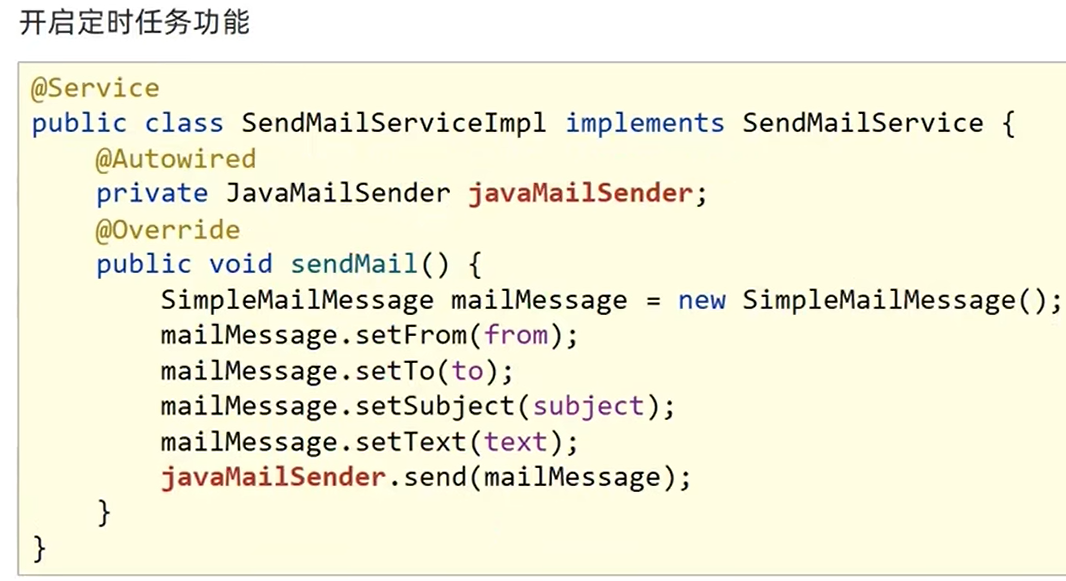 开启定时任务功能
@Service
public class SendMailServiceImpl implements SendMailService {
    @Autowired
    private JavaMailSender javaMailSender;
    @Override
    public void sendMail() {
        SimpleMailMessage mailMessage = new SimpleMailMessage();
        mailMessage.setFrom(from);
        mailMessage.setTo(to);
        mailMessage.setSubject(subject);
        mailMessage.setText(text);
        javaMailSender.send(mailMessage);
    }
}